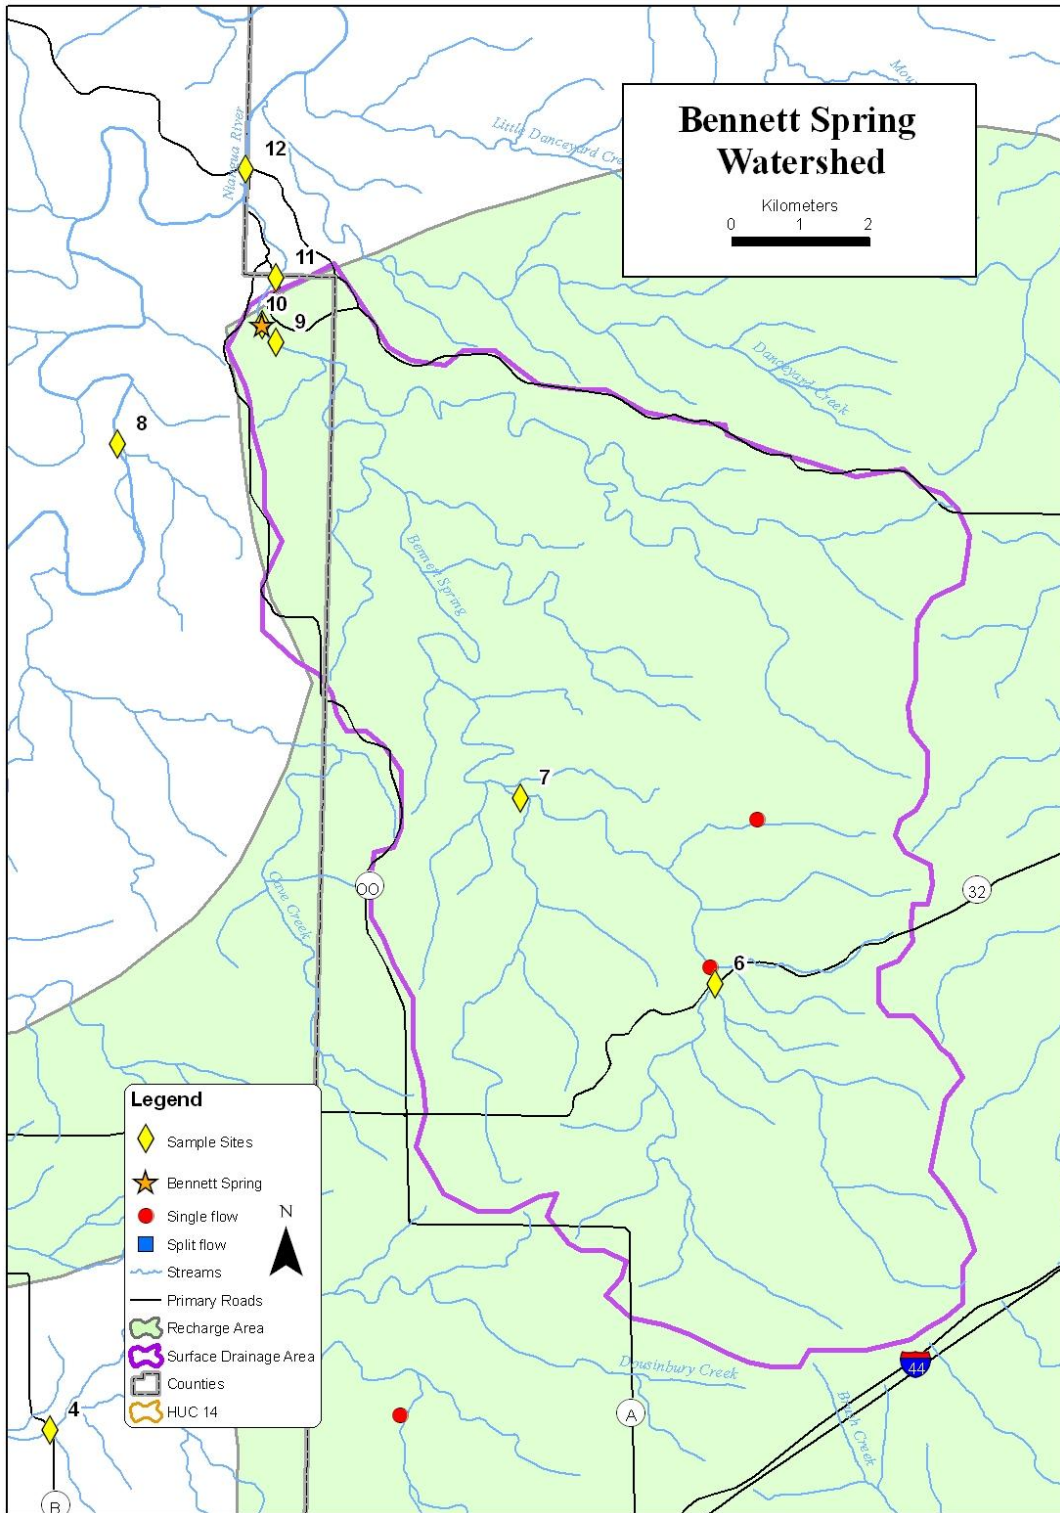 Bennett Spring
Watershed
Kilometers
0 1 2
Little Danceyard Cre
Niangua River
12
11
10
9
Danceyard Creek
8
Bennett Spring
7
OO
32
Cave Creek
6
Legend
Sample Sites
Bennett Spring
Single flow
Split flow
Streams
Primary Roads
Recharge Area
Surface Drainage Area
Counties
HUC 14
N
Dousinbury Creek
44
A
Brush Creek
4
B